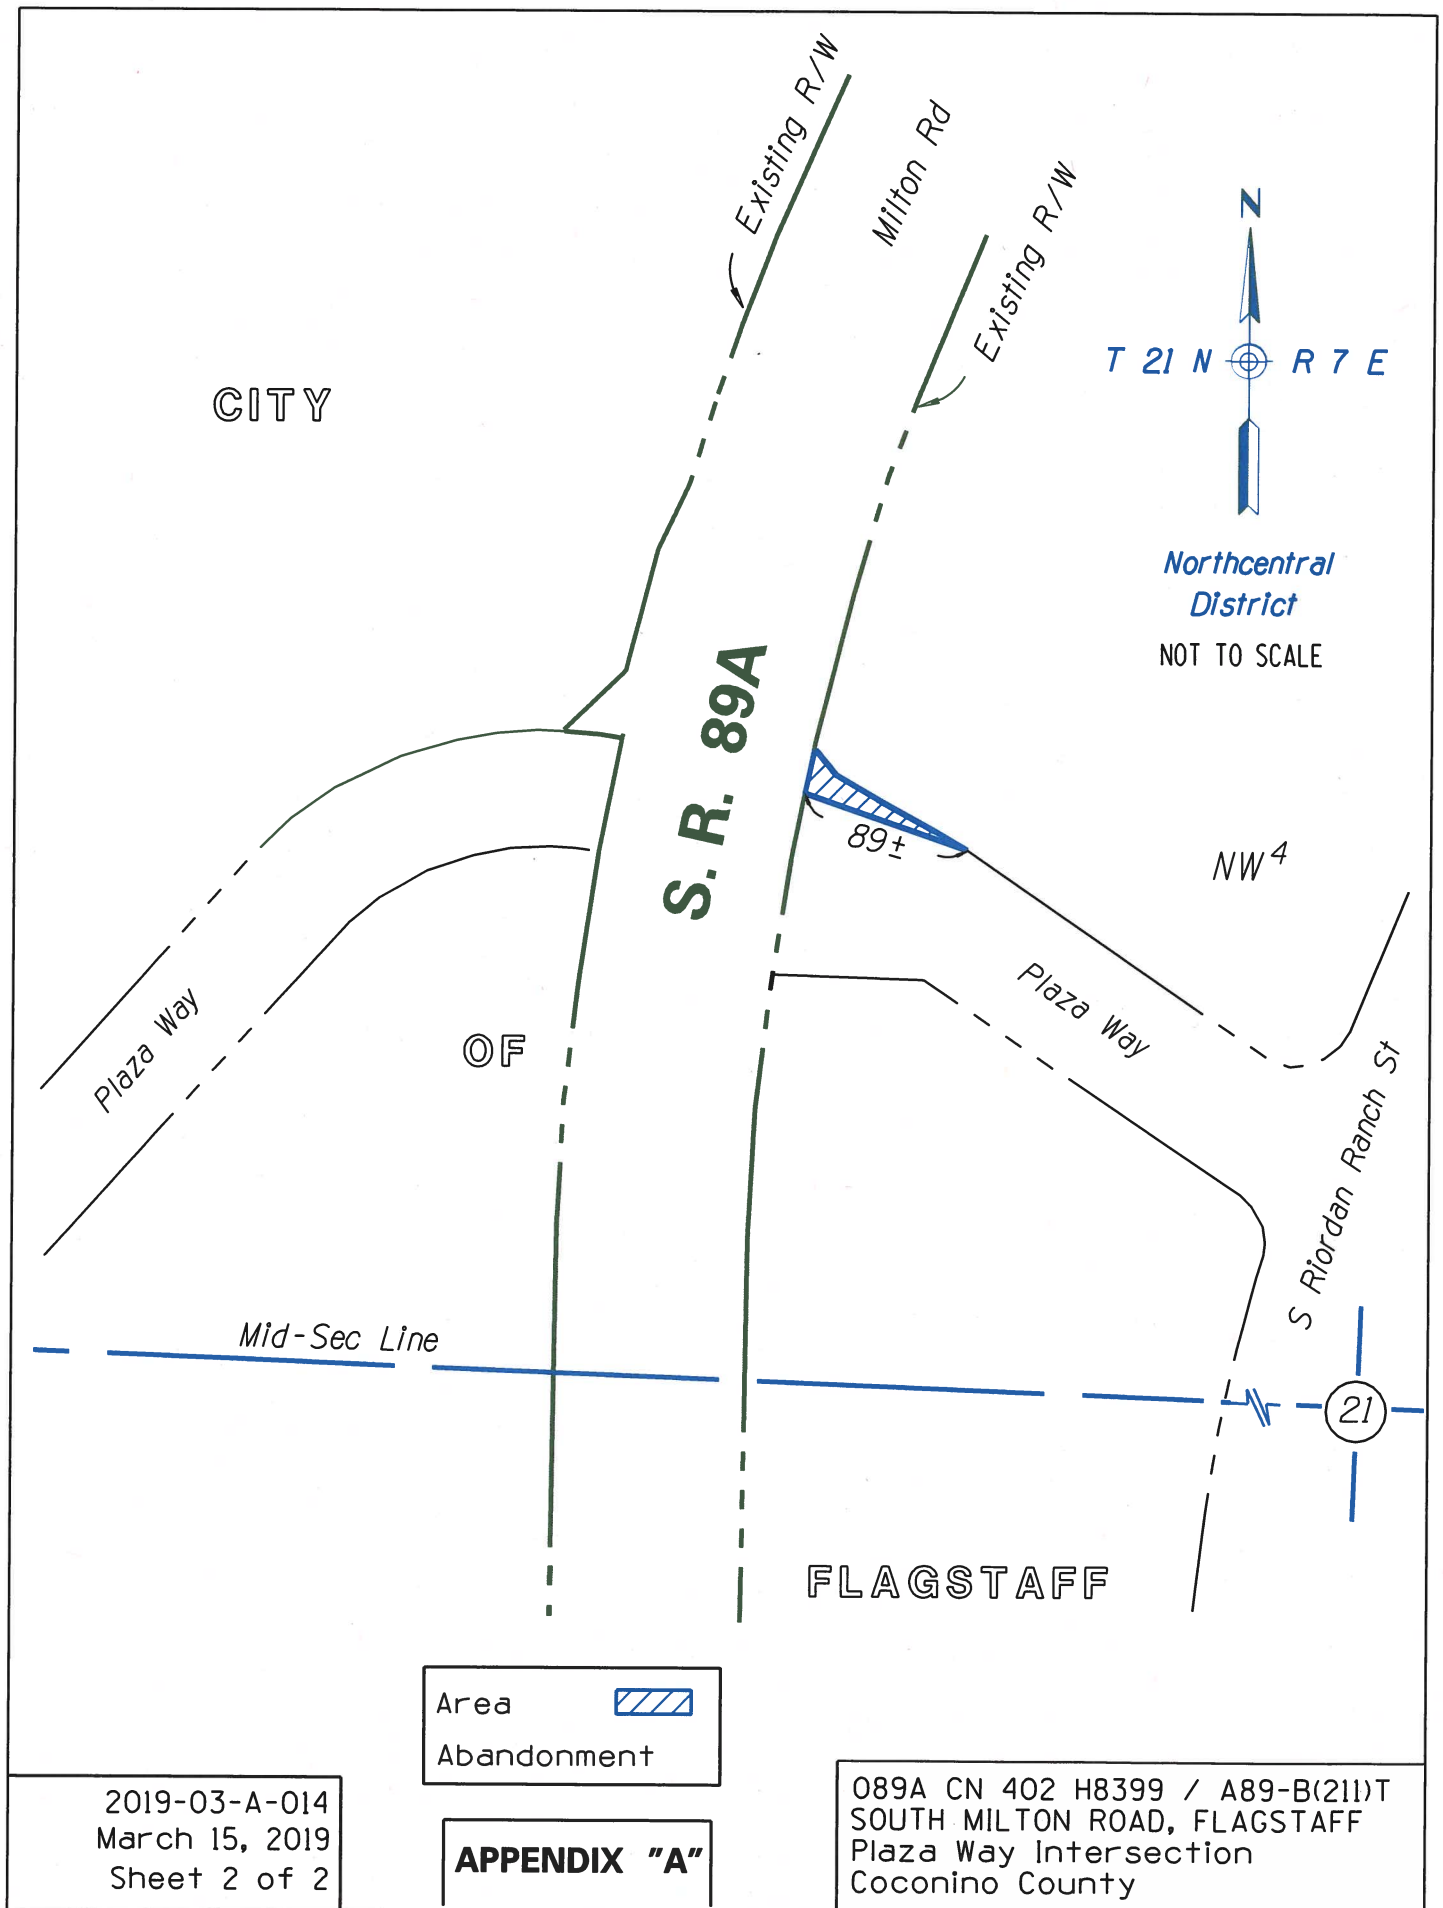 Existing R/W
Milton Rd
Existing R/W
N
T 21 N R 7 E
CITY
Northcentral
District
NOT TO SCALE
S. R. 89A
89±
NW 4
Plaza Way
Plaza Way
OF
S Riordan Ranch St
Mid-Sec Line
21
FLAGSTAFF
Area
Abandonment
2019-03-A-014
March 15, 2019
Sheet 2 of 2
APPENDIX "A"
089A CN 402 H8399 / A89-B(211)T
SOUTH MILTON ROAD, FLAGSTAFF
Plaza Way Intersection
Coconino County